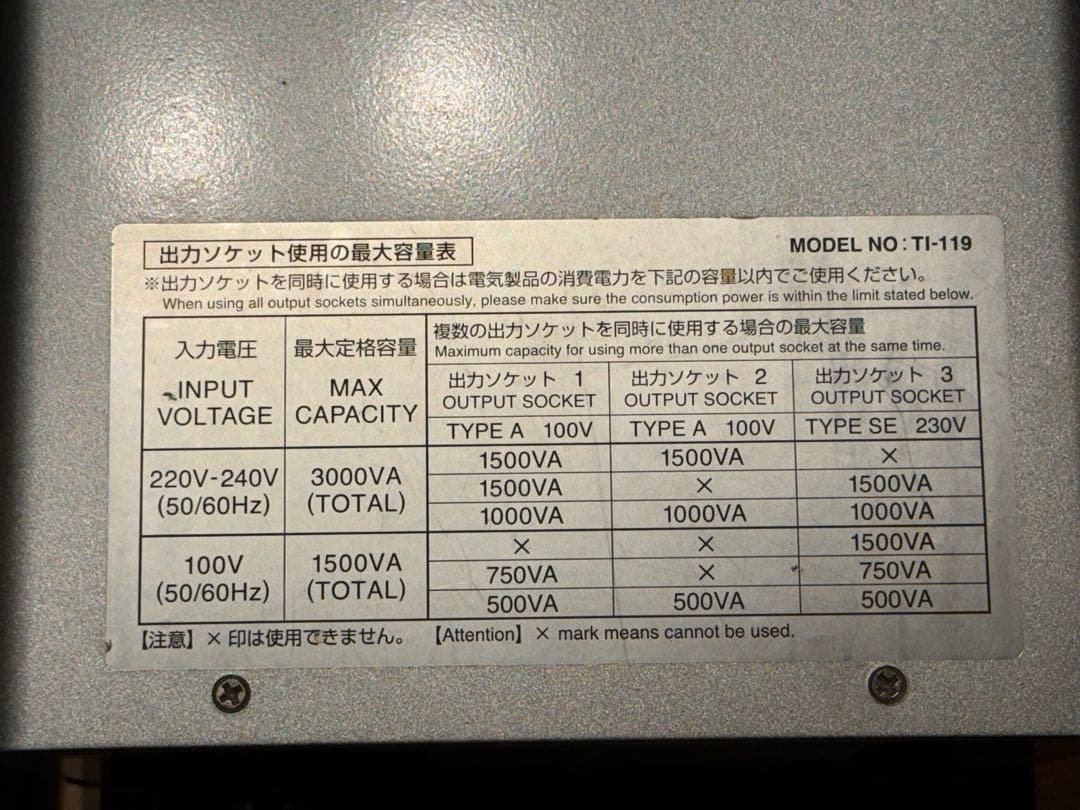 出力ソケット使用の最大容量表
MODEL NO : TI-119
※出力ソケットを同時に使用する場合は電気製品の消費電力を下記の容量以内でご使用ください。
When using all output sockets simultaneously, please make sure the consumption power is within the limit stated below.
入力電圧
INPUT
VOLTAGE
最大定格容量
MAX
CAPACITY
複数の出力ソケットを同時に使用する場合の最大容量
Maximum capacity for using more than one output socket at the same time.
出力ソケット 1
OUTPUT SOCKET
TYPE A 100V
出力ソケット 2
OUTPUT SOCKET
TYPE A 100V
出力ソケット 3
OUTPUT SOCKET
TYPE SE 230V
220V-240V
(50/60Hz)
3000VA
(TOTAL)
1500VA 1500VA ×
1500VA × 1500VA
1000VA 1000VA 1000VA
100V
(50/60Hz)
1500VA
(TOTAL)
× × 1500VA
750VA × 750VA
500VA 500VA 500VA
【注意】×印は使用できません。 【Attention】× mark means cannot be used.